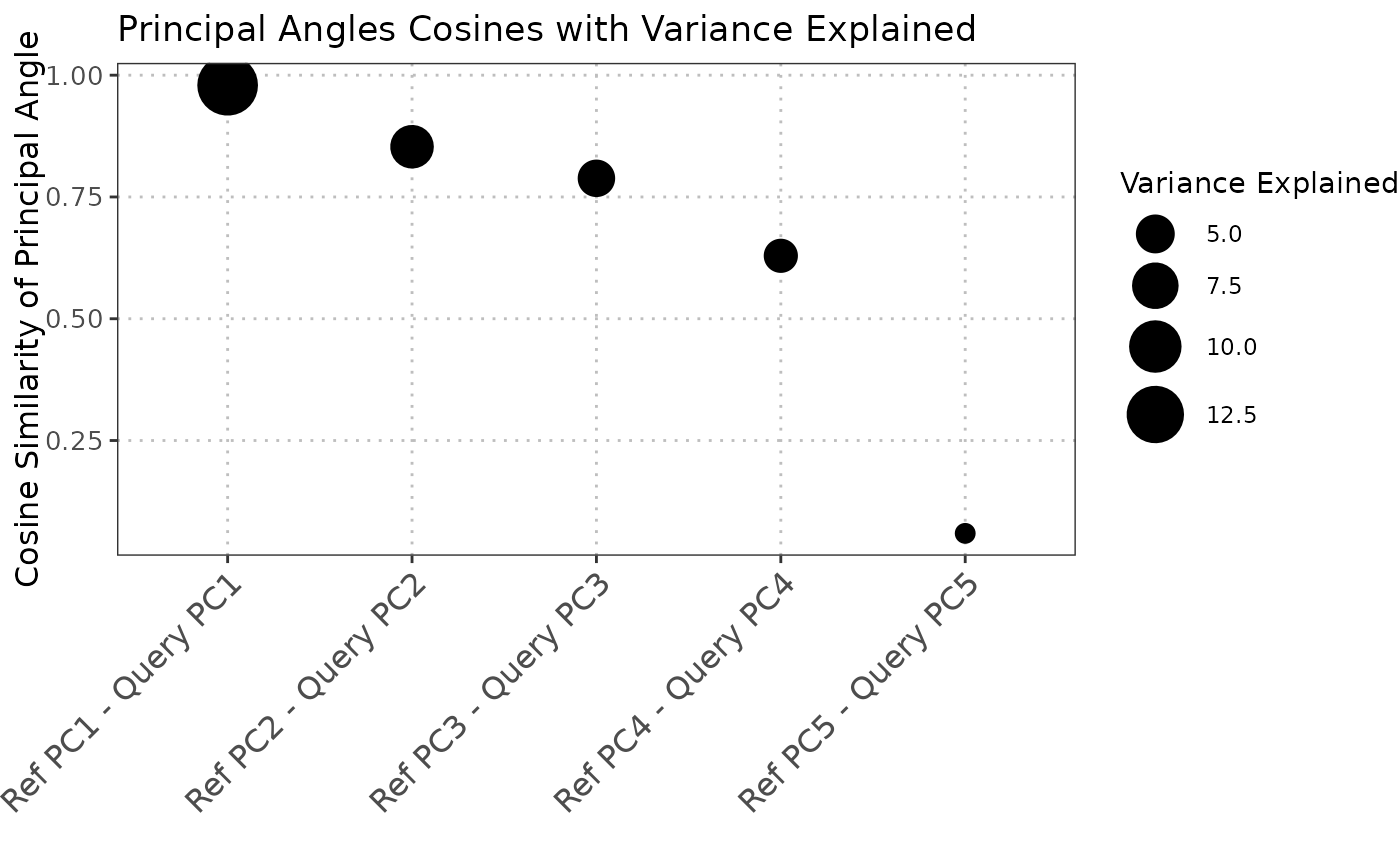 Principal Angles Cosines with Variance Explained
Cosine Similarity of Principal Angle
1.00
0.75
0.50
0.25
Ref PC1 - Query PC1
Ref PC2 - Query PC2
Ref PC3 - Query PC3
Ref PC4 - Query PC4
Ref PC5 - Query PC5
Variance Explained
5.0
7.5
10.0
12.5